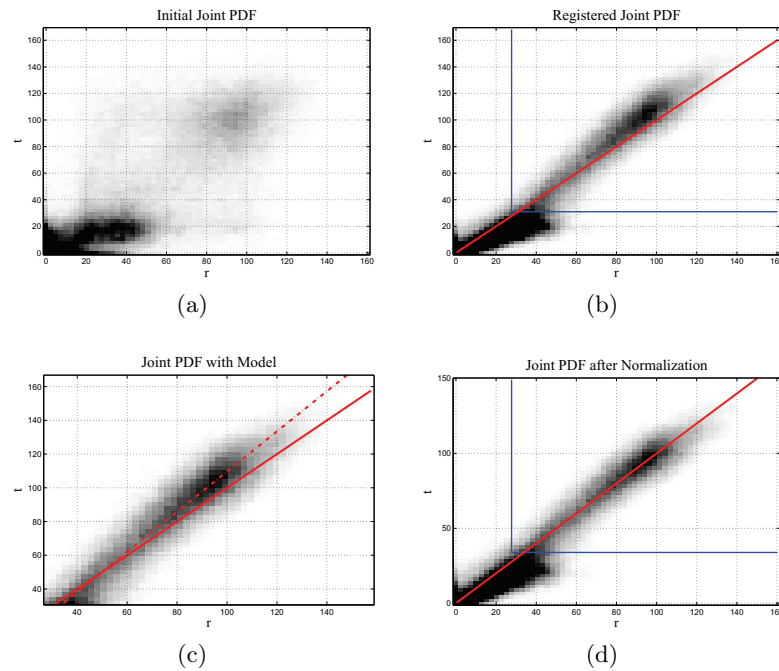 Initial Joint PDF
160
140
120
100
80
60
40
20
0
t
0 20 40 60 80 100 120 140 160
r
(a)
Registered Joint PDF
160
140
120
100
80
60
40
20
0
t
0 20 40 60 80 100 120 140 160
r
(b)
Joint PDF with Model
160
140
120
100
80
60
40
t
40 60 80 100 120 140
r
(c)
Joint PDF after Normalization
150
100
50
0
t
0 20 40 60 80 100 120 140 160
r
(d)